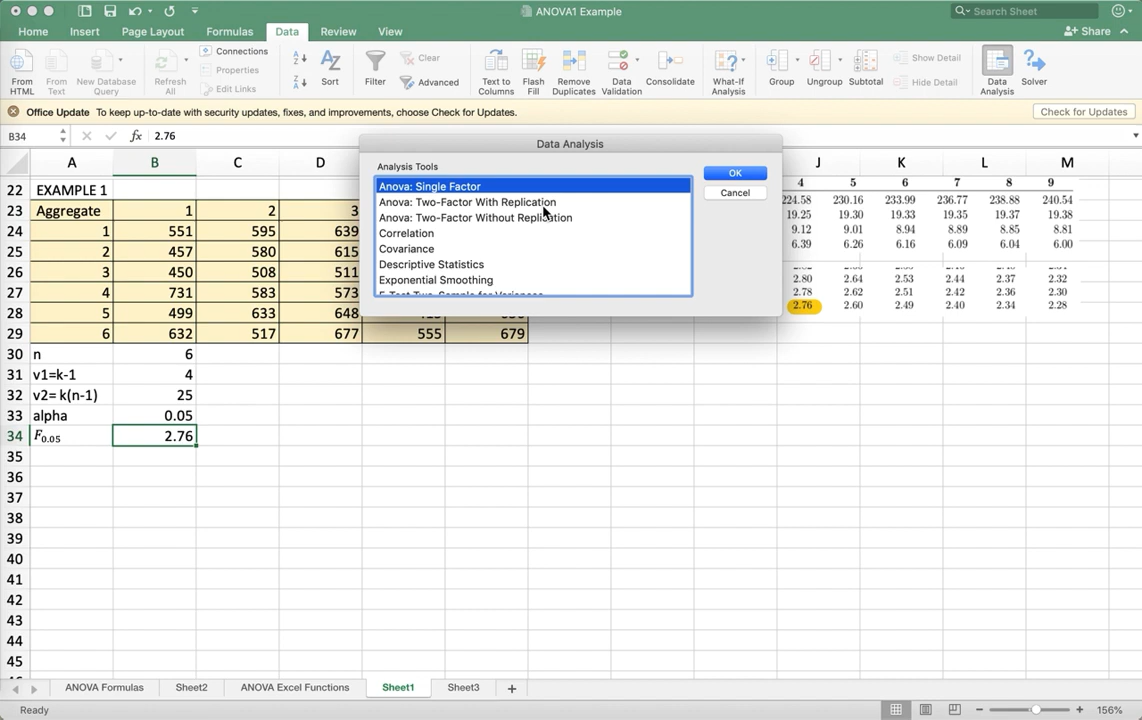 ANOVA1 Example
Search Sheet
Home Insert Page Layout Formulas Data Review View
Share
From HTML
From Text
New Database Query
Refresh All
Connections
Properties
Edit Links
Sort
Filter
Clear
Advanced
Text to Columns
Flash Fill
Remove Duplicates
Data Validation
Consolidate
What-If Analysis
Group
Ungroup
Subtotal
Show Detail
Hide Detail
Data Analysis
Solver
Office Update To keep up-to-date with security updates, fixes, and improvements, choose Check for Updates.
Check for Updates
B34 fx 2.76
Data Analysis
Analysis Tools
Anova: Single Factor
Anova: Two-Factor With Replication
Anova: Two-Factor Without Replication
Correlation
Covariance
Descriptive Statistics
Exponential Smoothing
OK
Cancel
A B C D J K L M
22 EXAMPLE 1
23 Aggregate 1 2 3
24 1 551 595 639
25 2 457 580 615
26 3 450 508 511
27 4 731 583 573
28 5 499 633 648
29 6 632 517 677 555 679
30 n 6
31 v1=k-1 4
32 v2= k(n-1) 25
33 alpha 0.05
34 F0.05 2.76
35
36
37
38
39
40
41
42
43
44
45
4 5 6 7 8 9
224.58 230.16 233.99 236.77 238.88 240.54
19.25 19.30 19.33 19.35 19.37 19.38
9.12 9.01 8.94 8.89 8.85 8.81
6.39 6.26 6.16 6.09 6.04 6.00
2.80 2.64 2.53 2.44 2.37 2.32
2.78 2.62 2.51 2.42 2.36 2.30
2.76 2.60 2.49 2.40 2.34 2.28
ANOVA Formulas Sheet2 ANOVA Excel Functions Sheet1 Sheet3 +
Ready
156%